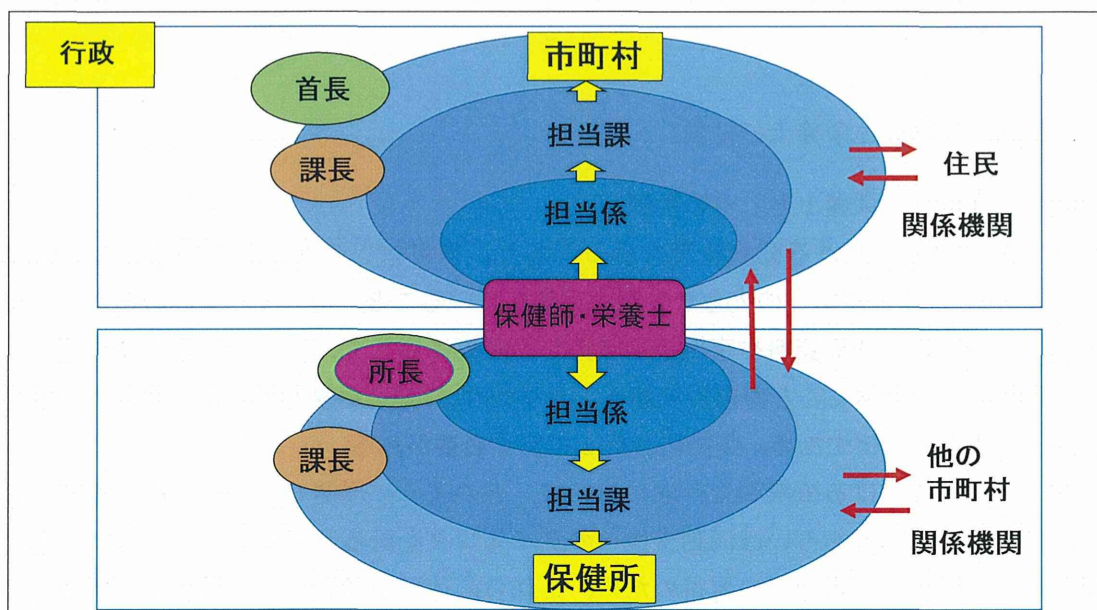 行政
市町村
首長
担当課
課長
担当係
住民
関係機関
保健師・栄養士
所長
担当係
課長
担当課
他の
市町村
関係機関
保健所